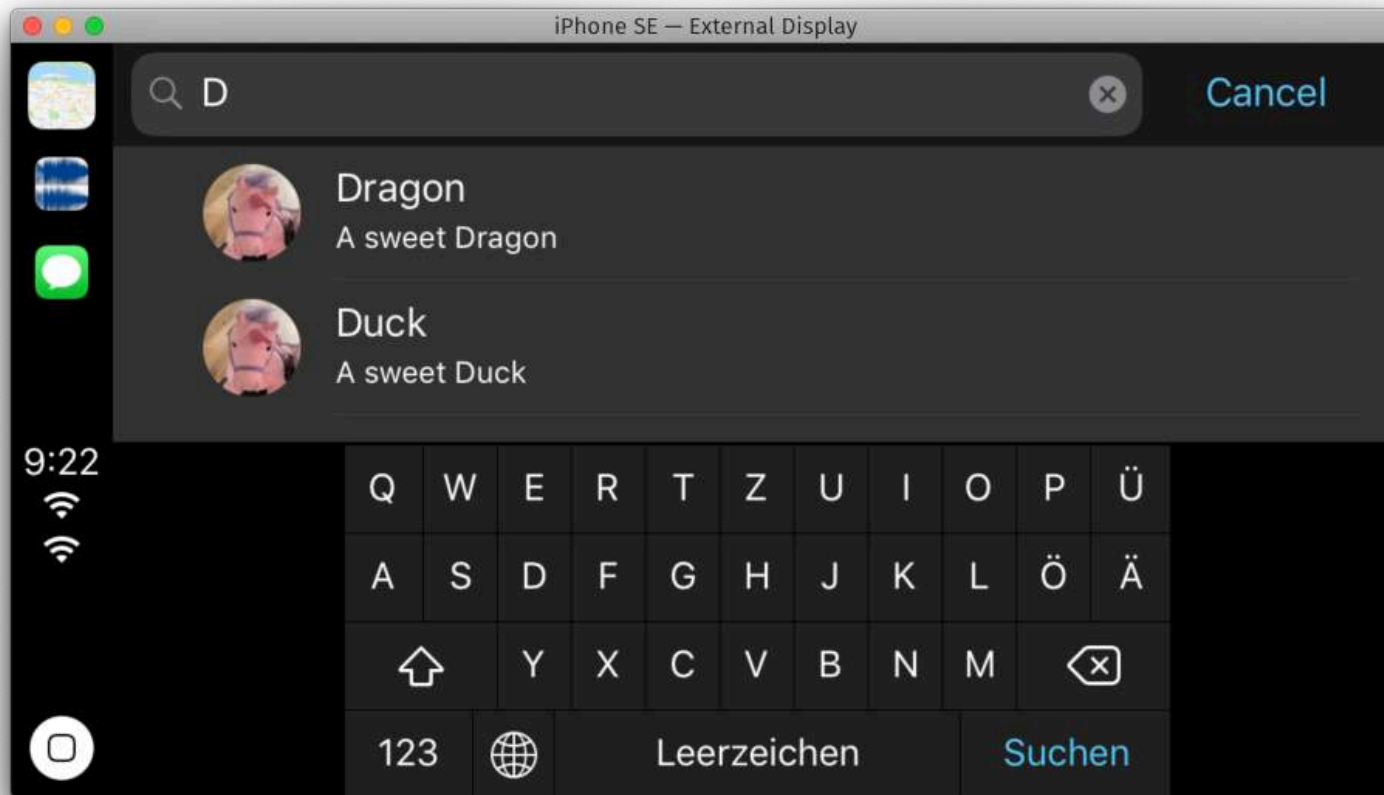 iPhone SE — External Display
D
Cancel
Dragon
A sweet Dragon
Duck
A sweet Duck
9:22
Q W E R T Z U I O P Ü
A S D F G H J K L Ö Ä
Y X C V B N M
123 Leerzeichen Suchen